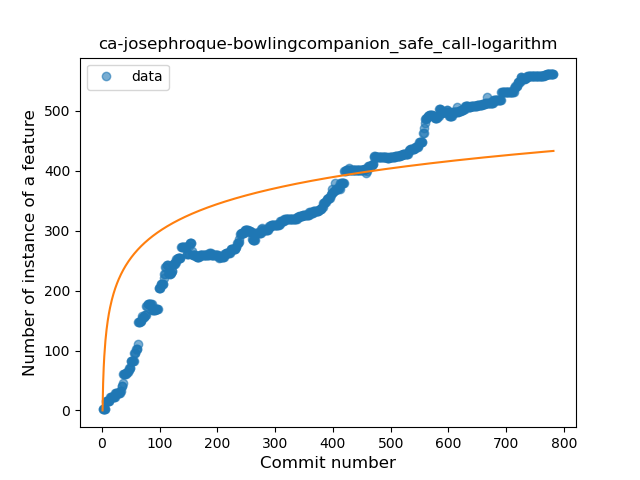 ca-josephroque-bowlingcompanion_safe_call-logarithm
data
Number of instance of a feature
500
400
300
200
100
0
0 100 200 300 400 500 600 700 800
Commit number